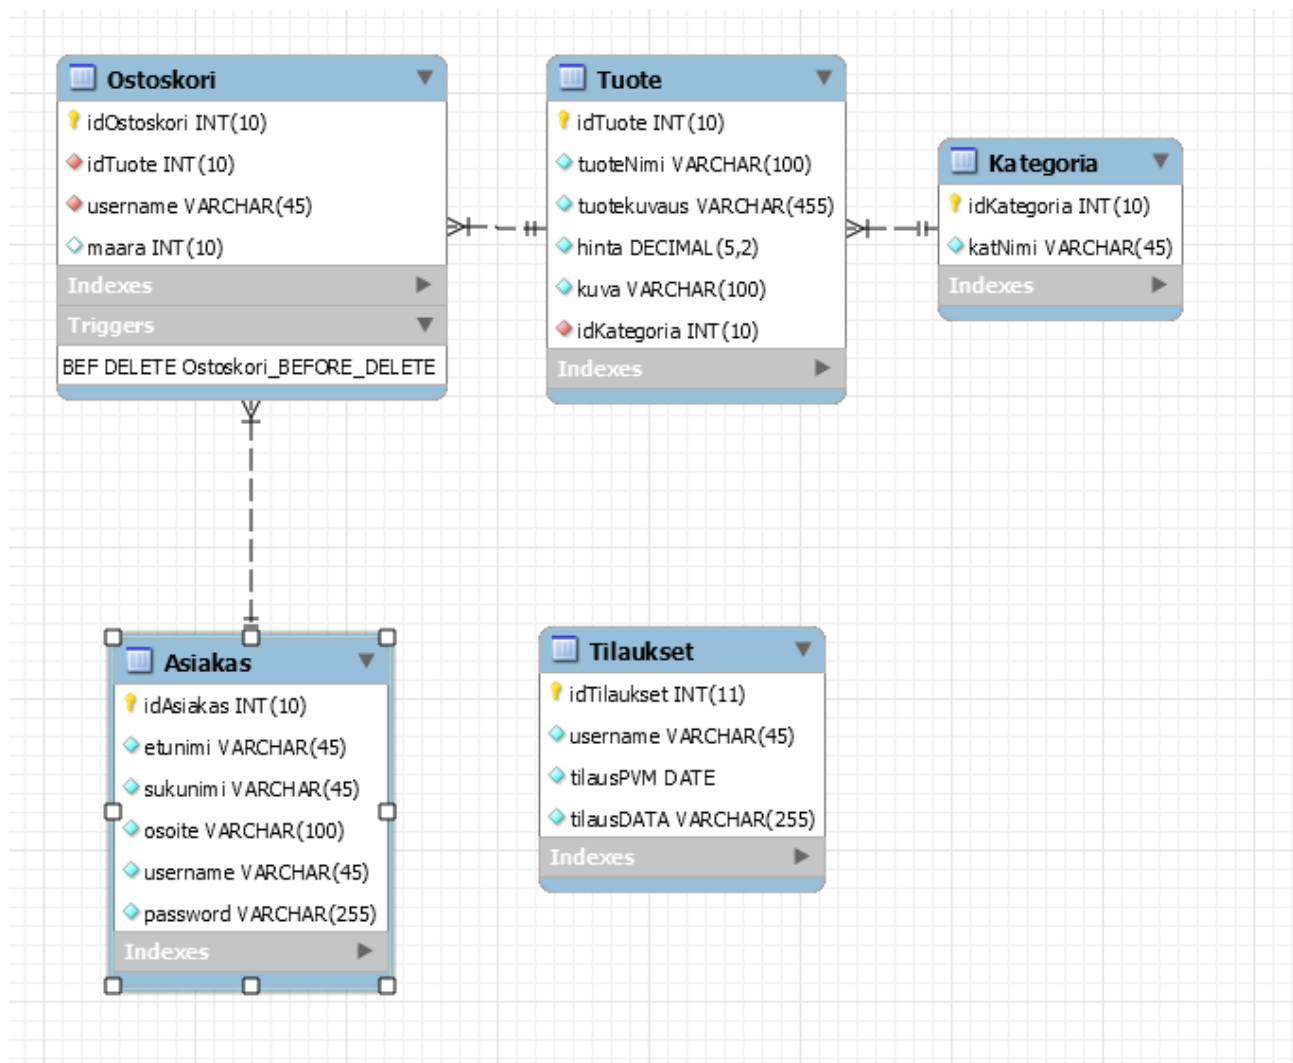 Ostoskori
idOstoskori INT(10)
idTuote INT(10)
username VARCHAR(45)
maara INT(10)
Indexes
Triggers
BEF DELETE Ostoskori_BEFORE_DELETE
Tuote
idTuote INT(10)
tuoteNimi VARCHAR(100)
tuotekuvaus VARCHAR(455)
hinta DECIMAL(5,2)
kuva VARCHAR(100)
idKategoria INT(10)
Indexes
Kategoria
idKategoria INT(10)
katNimi VARCHAR(45)
Indexes
Asiakas
idAsiakas INT(10)
etunimi VARCHAR(45)
sukunimi VARCHAR(45)
osoite VARCHAR(100)
username VARCHAR(45)
password VARCHAR(255)
Indexes
Tilaukset
idTilaukset INT(11)
username VARCHAR(45)
tilausPVM DATE
tilausDATA VARCHAR(255)
Indexes